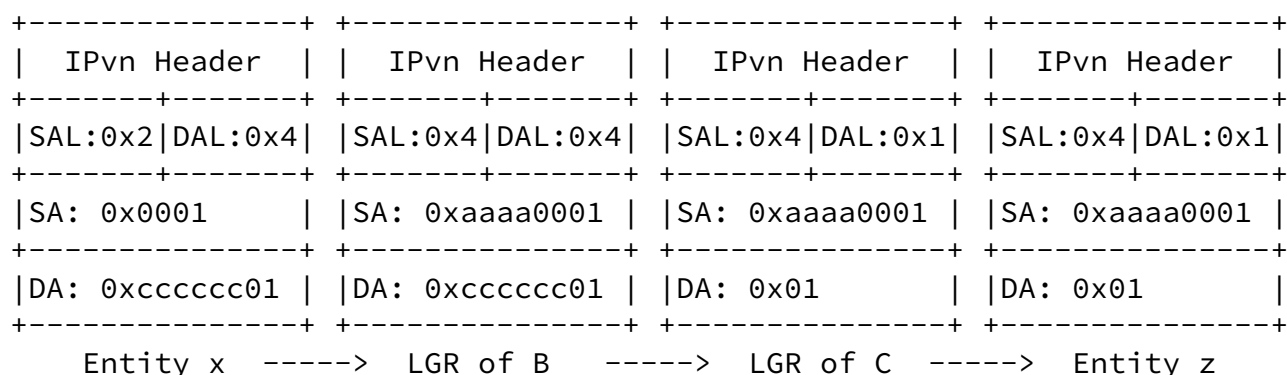 +---------------+ +---------------+ +---------------+ +---------------+
|  IPvn Header  | |  IPvn Header  | |  IPvn Header  | |  IPvn Header  |
+-------+-------+ +-------+-------+ +-------+-------+ +-------+-------+
|SAL:0x2|DAL:0x4| |SAL:0x4|DAL:0x4| |SAL:0x4|DAL:0x1| |SAL:0x4|DAL:0x1|
+-------+-------+ +-------+-------+ +-------+-------+ +-------+-------+
|SA: 0x0001     | |SA: 0xaaaa0001 | |SA: 0xaaaa0001 | |SA: 0xaaaa0001 |
+---------------+ +---------------+ +---------------+ +---------------+
|DA: 0xcccccc01 | |DA: 0xcccccc01 | |DA: 0x01       | |DA: 0x01       |
+---------------+ +---------------+ +---------------+ +---------------+
    Entity x  ----->  LGR of B   ----->  LGR of C  ----->  Entity z